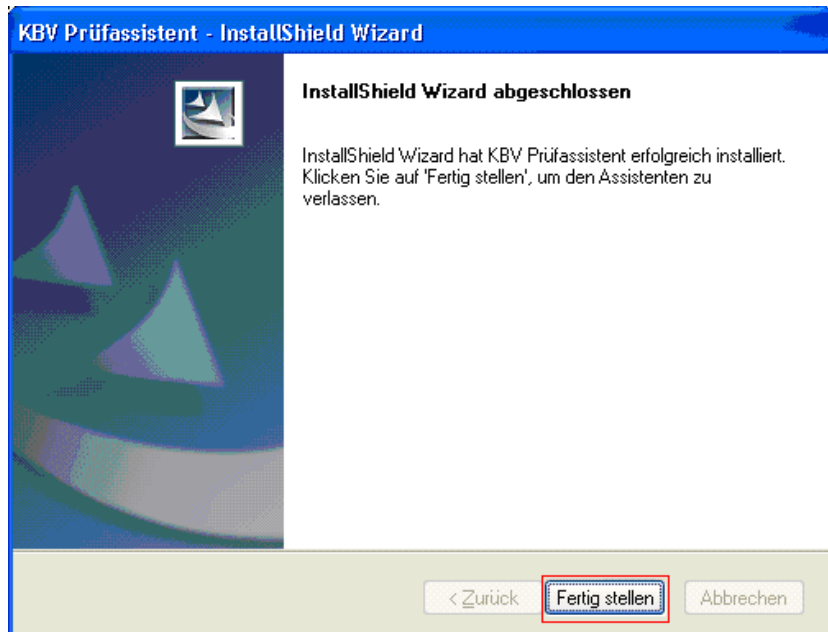 KBV Prüfassistent - InstallShield Wizard
InstallShield Wizard abgeschlossen
InstallShield Wizard hat KBV Prüfassistent erfolgreich installiert.
Klicken Sie auf 'Fertig stellen', um den Assistenten zu
verlassen.
< Zurück
Fertig stellen
Abbrechen